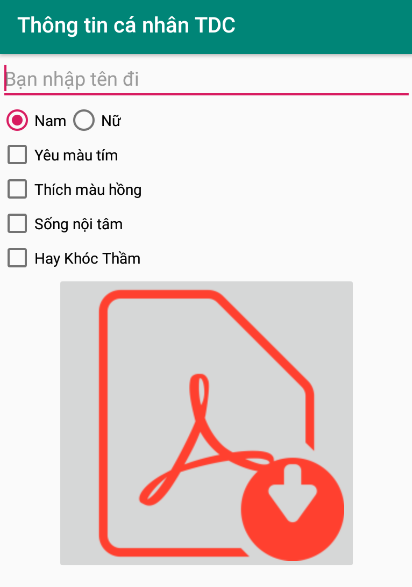 Thông tin cá nhân TDC
Bạn nhập tên đi
Nam Nữ
Yêu màu tím
Thích màu hồng
Sống nội tâm
Hay Khóc Thầm